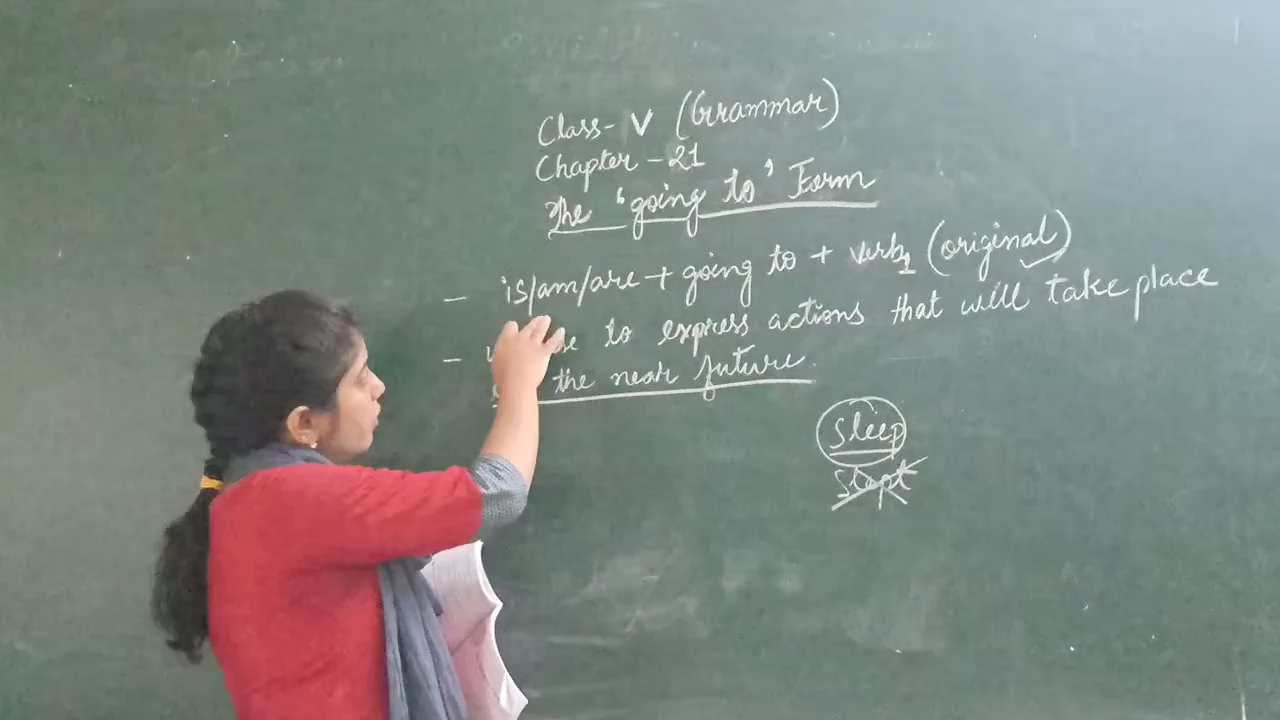 Class- V (Grammar)
Chapter - 21
The 'going to' Form
- is/am/are + going to + verb1 (original)
- to express actions that will take place
the near future.
Sleep
Slept